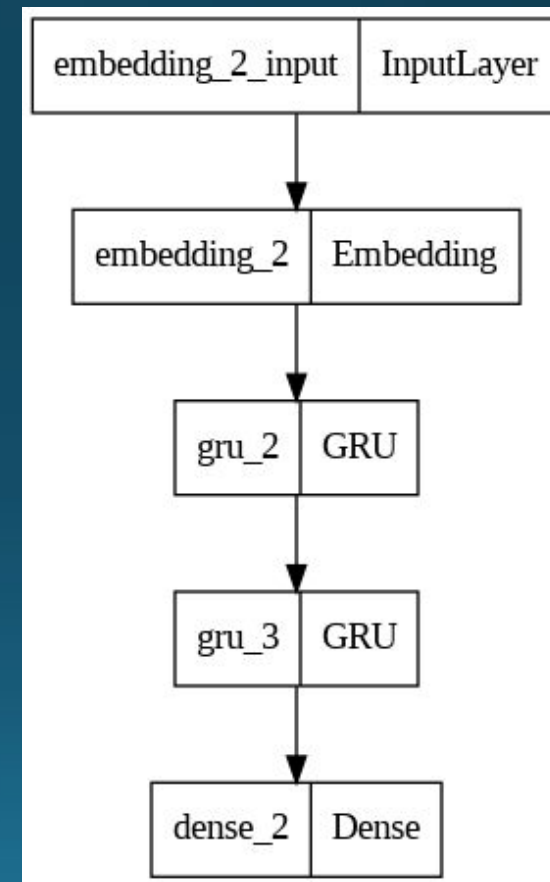 embedding_2_input InputLayer
embedding_2 Embedding
gru_2 GRU
gru_3 GRU
dense_2 Dense